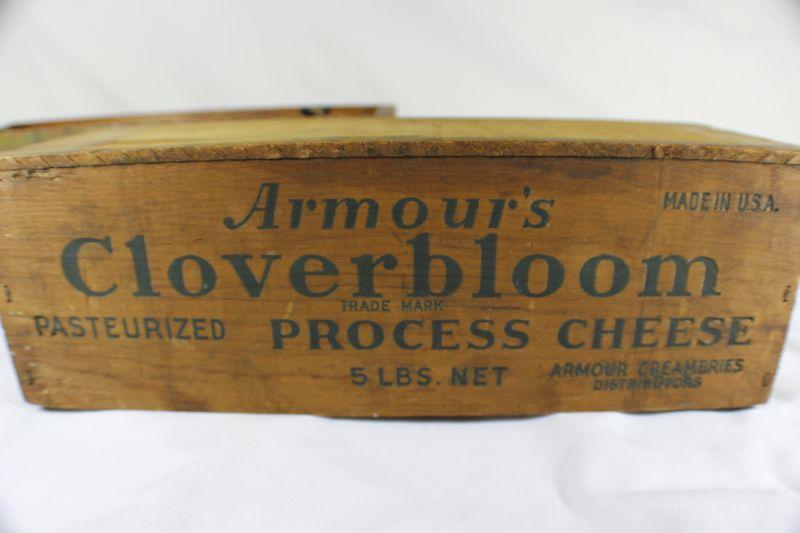 Armour's
MADE IN U.S.A.
Cloverbloom
TRADE MARK
PASTEURIZED PROCESS CHEESE
5 LBS. NET
ARMOUR CREAMERIES
DISTRIBUTORS